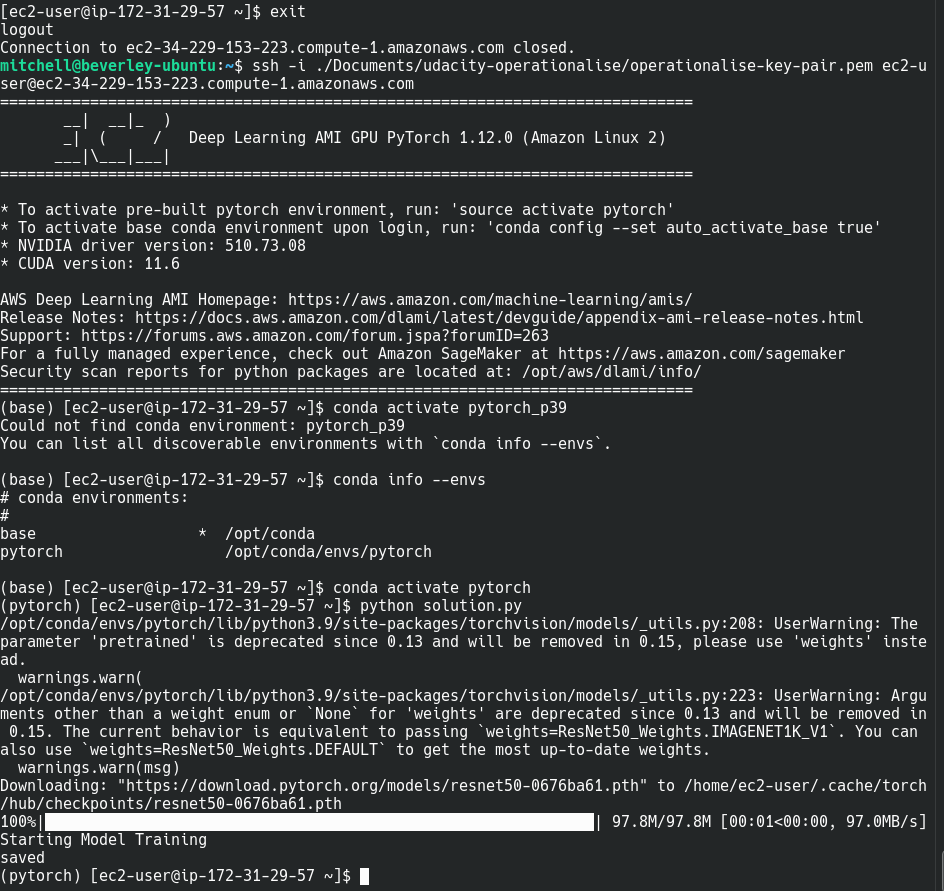 [ec2-user@ip-172-31-29-57 ~]$ exit
logout
Connection to ec2-34-229-153-223.compute-1.amazonaws.com closed.
mitchell@beverley-ubuntu:~$ ssh -i ./Documents/udacity-operationalise/operationalise-key-pair.pem ec2-u
ser@ec2-34-229-153-223.compute-1.amazonaws.com
=============================================================================
       __|  __|_  )
       _|  (     /   Deep Learning AMI GPU PyTorch 1.12.0 (Amazon Linux 2)
      ___|\___|___|
=============================================================================

* To activate pre-built pytorch environment, run: 'source activate pytorch'
* To activate base conda environment upon login, run: 'conda config --set auto_activate_base true'
* NVIDIA driver version: 510.73.08
* CUDA version: 11.6

AWS Deep Learning AMI Homepage: https://aws.amazon.com/machine-learning/amis/
Release Notes: https://docs.aws.amazon.com/dlami/latest/devguide/appendix-ami-release-notes.html
Support: https://forums.aws.amazon.com/forum.jspa?forumID=263
For a fully managed experience, check out Amazon SageMaker at https://aws.amazon.com/sagemaker
Security scan reports for python packages are located at: /opt/aws/dlami/info/
=============================================================================
(base) [ec2-user@ip-172-31-29-57 ~]$ conda activate pytorch_p39
Could not find conda environment: pytorch_p39
You can list all discoverable environments with `conda info --envs`.

(base) [ec2-user@ip-172-31-29-57 ~]$ conda info --envs
# conda environments:
#
base                  *  /opt/conda
pytorch                  /opt/conda/envs/pytorch

(base) [ec2-user@ip-172-31-29-57 ~]$ conda activate pytorch
(pytorch) [ec2-user@ip-172-31-29-57 ~]$ python solution.py
/opt/conda/envs/pytorch/lib/python3.9/site-packages/torchvision/models/_utils.py:208: UserWarning: The
parameter 'pretrained' is deprecated since 0.13 and will be removed in 0.15, please use 'weights' inste
ad.
  warnings.warn(
/opt/conda/envs/pytorch/lib/python3.9/site-packages/torchvision/models/_utils.py:223: UserWarning: Argu
ments other than a weight enum or `None` for 'weights' are deprecated since 0.13 and will be removed in
 0.15. The current behavior is equivalent to passing `weights=ResNet50_Weights.IMAGENET1K_V1`. You can
also use `weights=ResNet50_Weights.DEFAULT` to get the most up-to-date weights.
  warnings.warn(msg)
Downloading: "https://download.pytorch.org/models/resnet50-0676ba61.pth" to /home/ec2-user/.cache/torch
/hub/checkpoints/resnet50-0676ba61.pth
100%| | 97.8M/97.8M [00:01<00:00, 97.0MB/s]
Starting Model Training
saved
(pytorch) [ec2-user@ip-172-31-29-57 ~]$